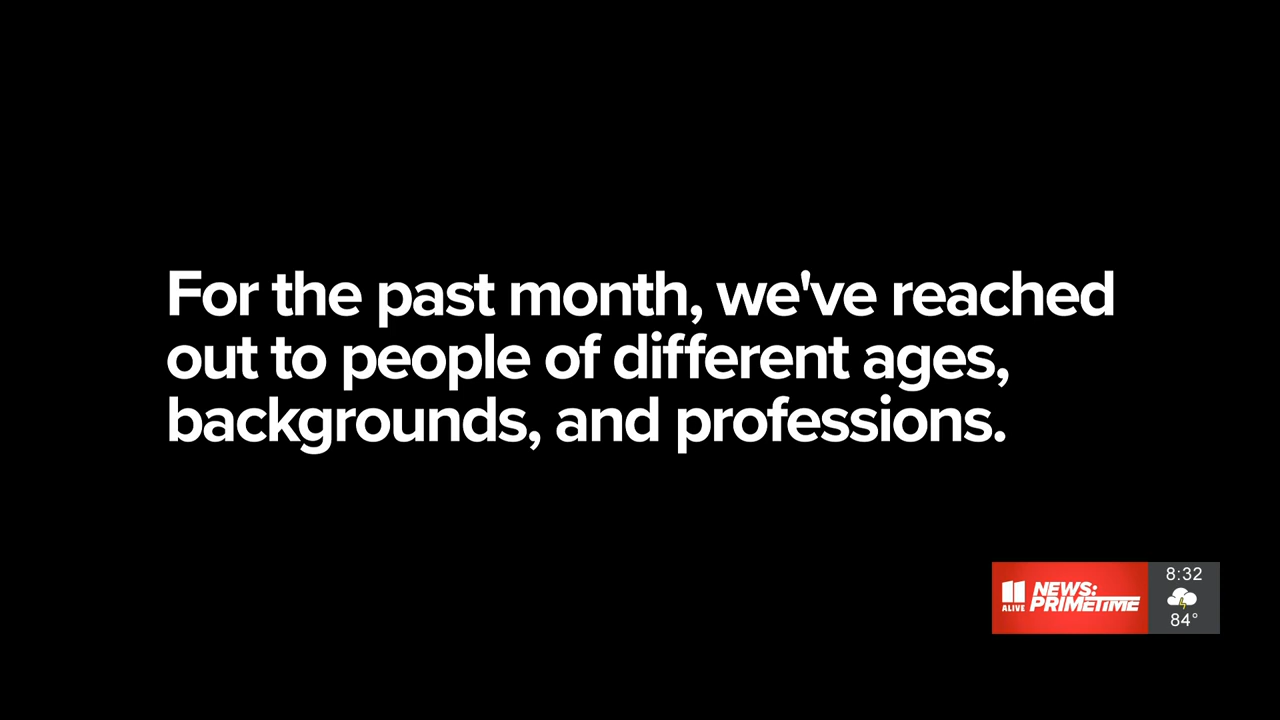 For the past month, we've reached
out to people of different ages,
backgrounds, and professions.
11
ALIVE
NEWS:
PRIMETIME
8:32
84°